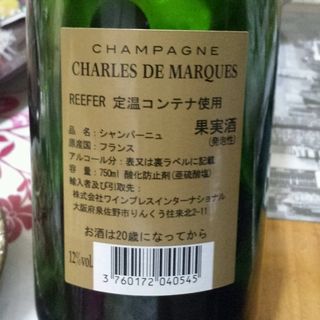 CHAMPAGNE
CHARLES DE MARQUES
REEFER 定温コンテナ使用
果実酒
(発泡性)
品名：シャンパーニュ
原産国：フランス
アルコール分：表又は裏ラベルに記載
容量：750ml 酸化防止剤(亜硫酸塩)
輸入者及び引取先：
株式会社ワインプレスインターナショナル
大阪府泉佐野市りんくう往来北2-11
お酒は20歳になってから
12%vol.
3 760172 040545